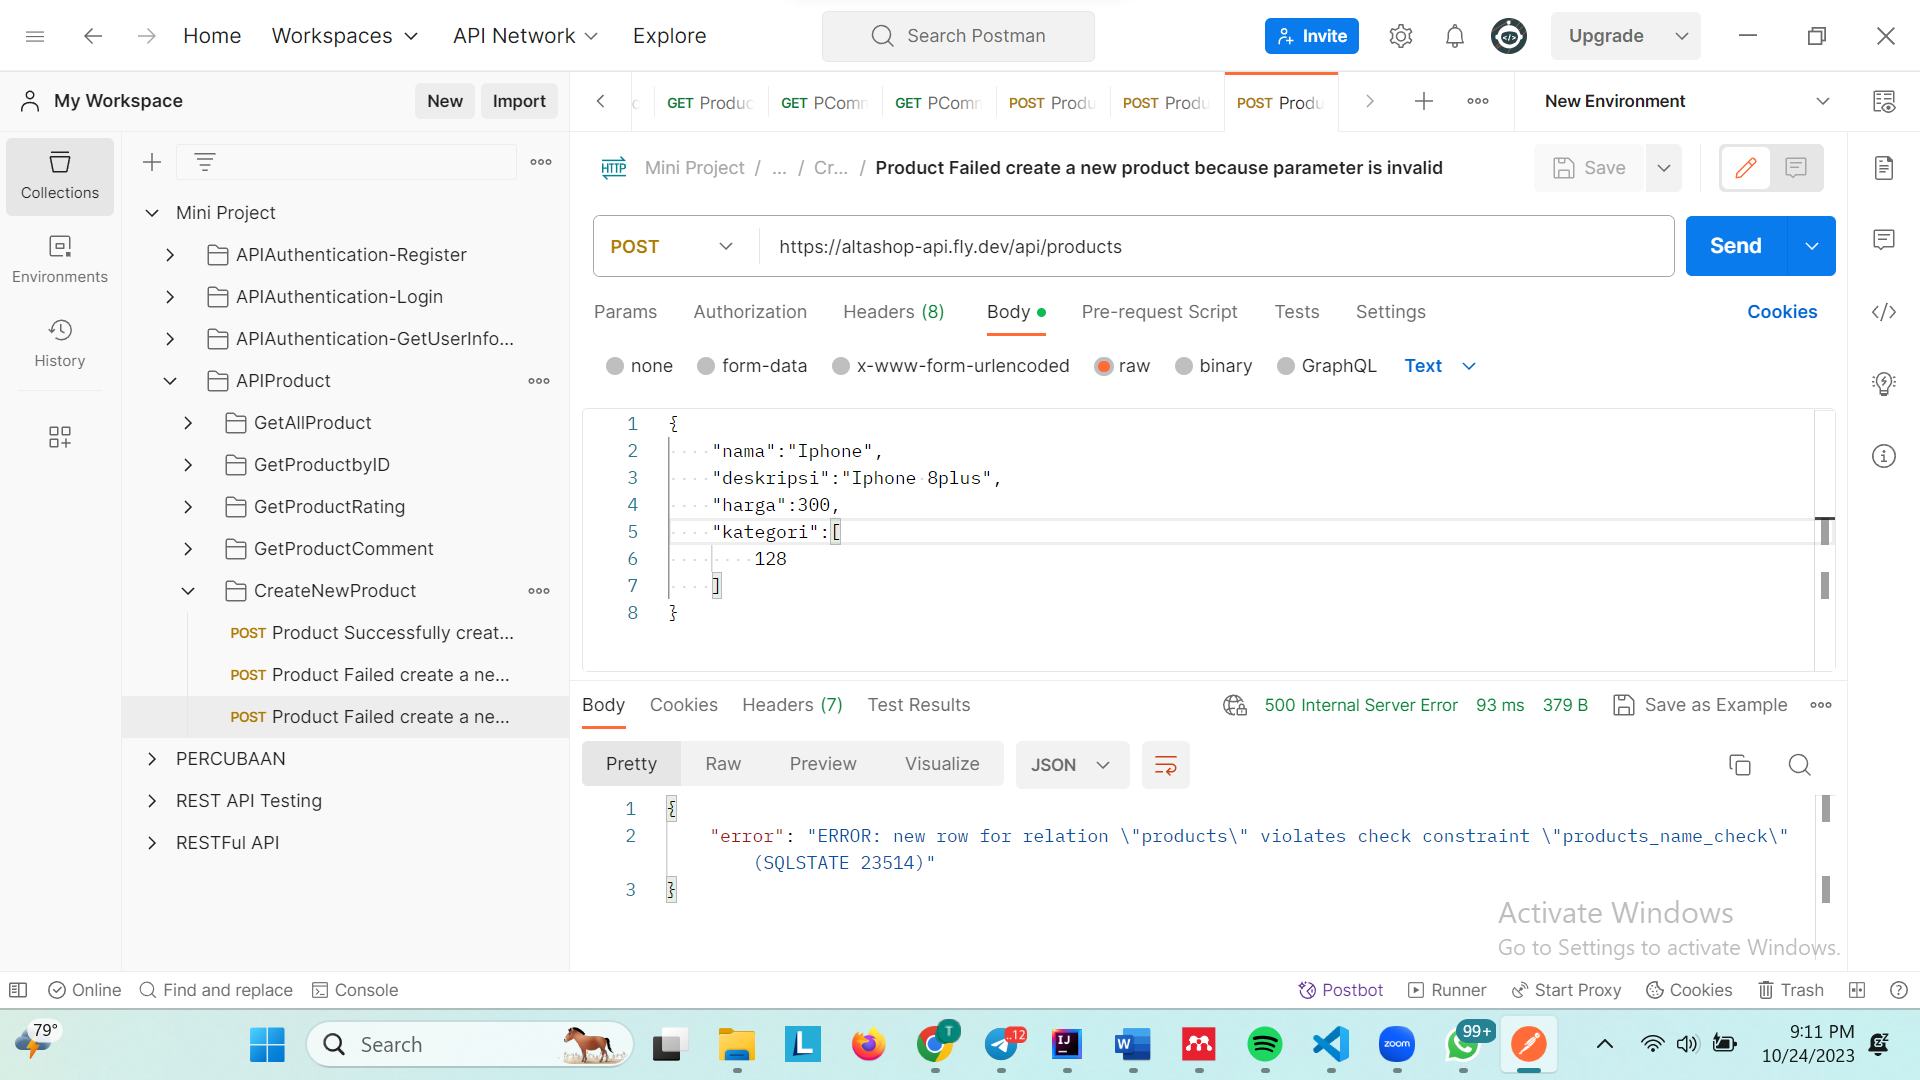 Home
Workspaces
API Network
Explore
Search Postman
Invite
Upgrade
My Workspace
New
Import
GET Produc
GET PComm
GET PComm
POST Produ
POST Produ
POST Produ
New Environment
Collections
Environments
History
Mini Project
APIAuthentication-Register
APIAuthentication-Login
APIAuthentication-GetUserInfo...
APIProduct
GetAllProduct
GetProductbyID
GetProductRating
GetProductComment
CreateNewProduct
POST Product Successfully creat...
POST Product Failed create a ne...
POST Product Failed create a ne...
PERCUBAAN
REST API Testing
RESTFul API
HTTP Mini Project / ... / Cr... / Product Failed create a new product because parameter is invalid
Save
POST
https://altashop-api.fly.dev/api/products
Send
Params Authorization Headers (8) Body Pre-request Script Tests Settings Cookies
none form-data x-www-form-urlencoded raw binary GraphQL Text
1 {
2 "nama":"Iphone",
3 "deskripsi":"Iphone 8plus",
4 "harga":300,
5 "kategori":[
6 128
7 ]
8 }
Body Cookies Headers (7) Test Results
500 Internal Server Error 93 ms 379 B Save as Example
Pretty Raw Preview Visualize JSON
1 {
2 "error": "ERROR: new row for relation \"products\" violates check constraint \"products_name_check\"
(SQLSTATE 23514)"
3 }
Activate Windows
Go to Settings to activate Windows.
Online
Find and replace
Console
Postbot
Runner
Start Proxy
Cookies
Trash
79°
Search
T
..12
99+
zoom
9:11 PM
10/24/2023